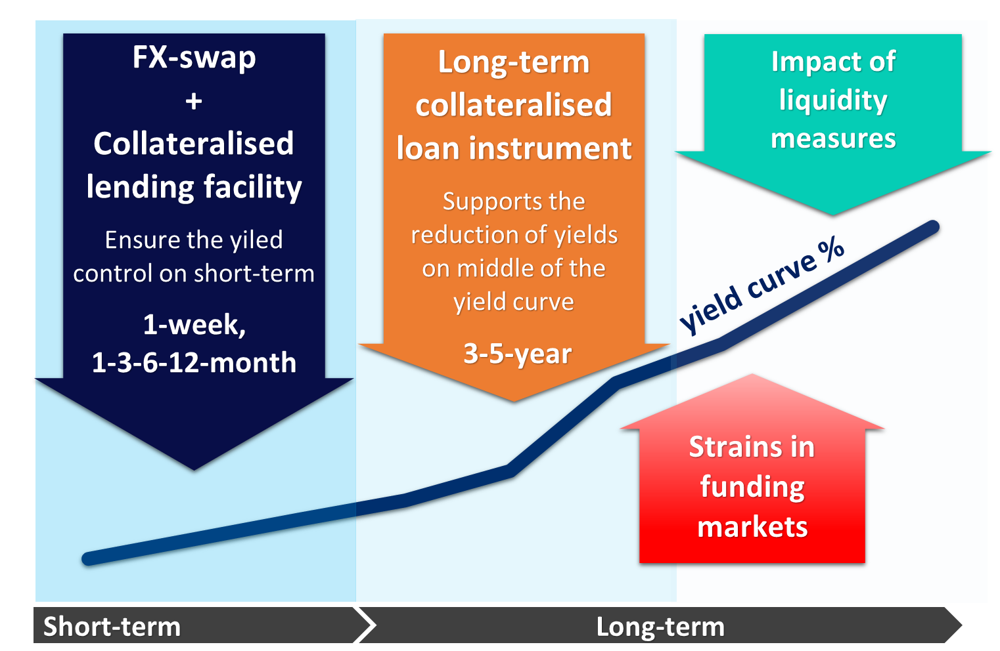 FX-swap
+
Collateralised
lending facility
Ensure the yiled
control on short-term
1-week,
1-3-6-12-month
Long-term
collateralised
loan instrument
Supports the
reduction of yields
on middle of the
yield curve
3-5-year
Impact of
liquidity
measures
yield curve %
Strains in
funding
markets
Short-term
Long-term